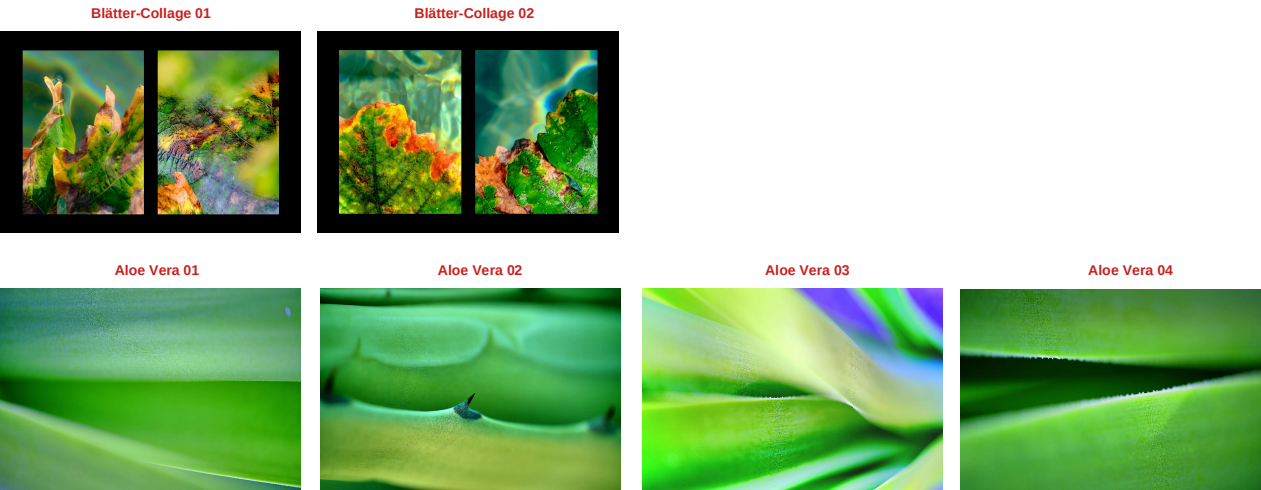 Blätter-Collage 01
Blätter-Collage 02
Aloe Vera 01
Aloe Vera 02
Aloe Vera 03
Aloe Vera 04